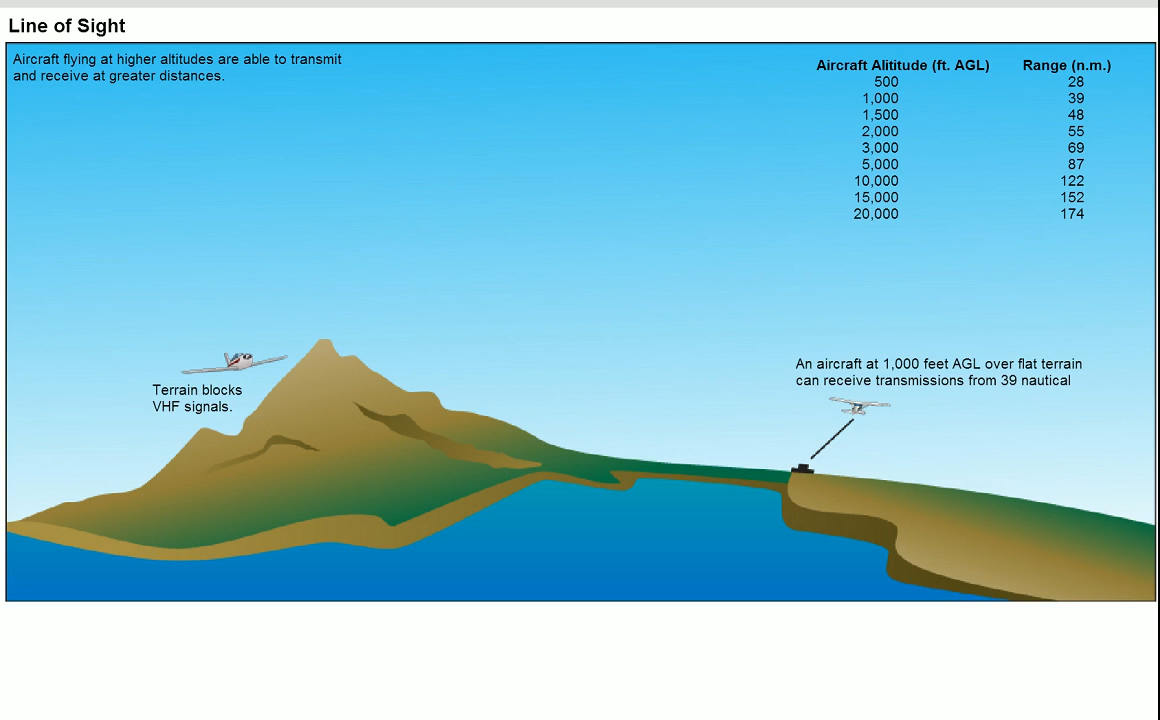 Line of Sight
Aircraft flying at higher altitudes are able to transmit
and receive at greater distances.
Aircraft Alititude (ft. AGL) Range (n.m.)
500 28
1,000 39
1,500 48
2,000 55
3,000 69
5,000 87
10,000 122
15,000 152
20,000 174
An aircraft at 1,000 feet AGL over flat terrain
can receive transmissions from 39 nautical
Terrain blocks
VHF signals.